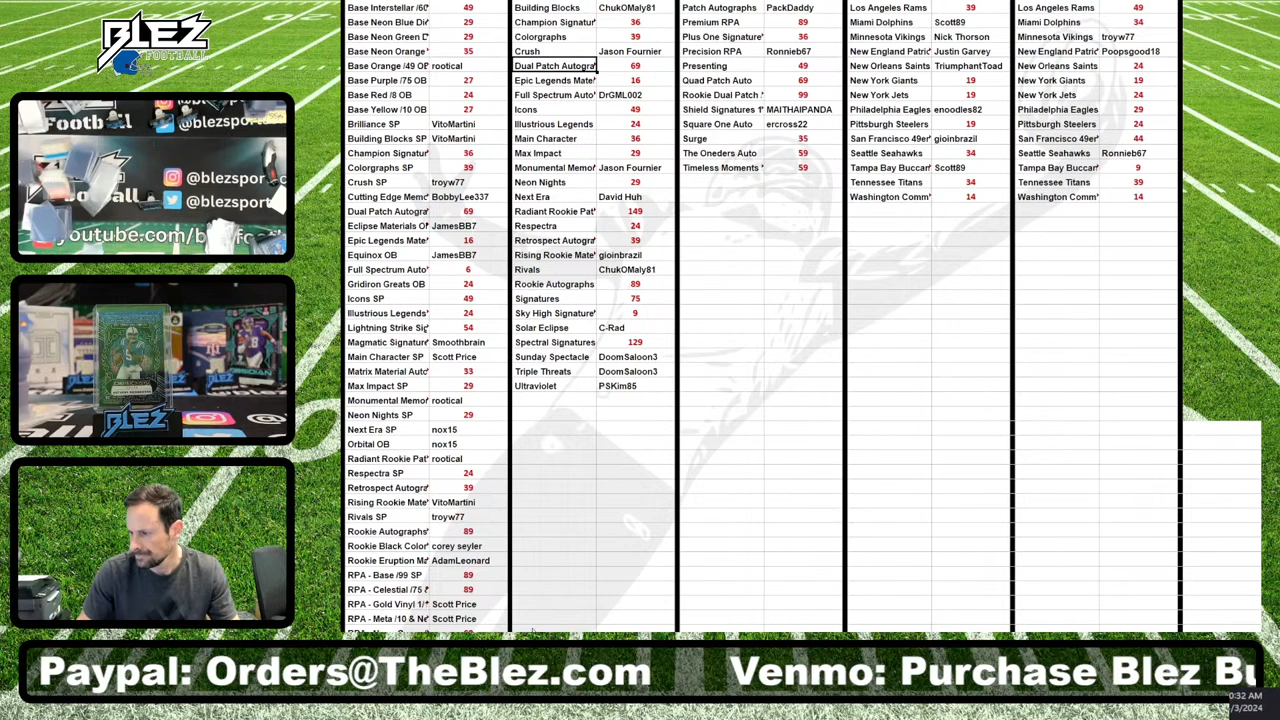 BLEZ
FOOTBALL
Football
@blezsports
@blezspor
youtube.com/b
BLEZ
Base Interstellar /60 49
Base Neon Blue Di 29
Base Neon Green D 29
Base Neon Orange 35
Base Orange /49 OB rootical
Base Purple /75 OB 27
Base Red /8 OB 24
Base Yellow /10 OB 27
Brilliance SP VitoMartini
Building Blocks SP VitoMartini
Champion Signatur 36
Colorgraphs SP 39
Crush SP troyw77
Cutting Edge Memo BobbyLee337
Dual Patch Autogra 69
Eclipse Materials O JamesBB7
Epic Legends Mate 16
Equinox OB JamesBB7
Full Spectrum Auto 6
Gridiron Greats OB 24
Icons SP 49
Illustrious Legends 24
Lightning Strike Sig 54
Magmatic Signatur Smoothbrain
Main Character SP Scott Price
Matrix Material Auto 33
Max Impact SP 29
Monumental Memo rootical
Neon Nights SP 29
Next Era SP nox15
Orbital OB nox15
Radiant Rookie Pat rootical
Respectra SP 24
Retrospect Autogra 39
Rising Rookie Mate VitoMartini
Rivals SP troyw77
Rookie Autographs 89
Rookie Black Color corey seyler
Rookie Eruption Ma AdamLeonard
RPA - Base /99 SP 89
RPA - Celestial /75 & 89
RPA - Gold Vinyl 1/ Scott Price
RPA - Meta /10 & Ne Scott Price
Building Blocks ChukOMaly81
Champion Signatur 36
Colorgraphs 39
Crush Jason Fournier
Dual Patch Autogra 69
Epic Legends Mate 16
Full Spectrum Auto DrGML002
Icons 49
Illustrious Legends 24
Main Character 36
Max Impact 29
Monumental Memo Jason Fournier
Neon Nights 29
Next Era David Huh
Radiant Rookie Pat 149
Respectra 24
Retrospect Autogra 39
Rising Rookie Mate gioinbrazil
Rivals ChukOMaly81
Rookie Autographs 89
Signatures 75
Sky High Signature 9
Solar Eclipse C-Rad
Spectral Signatures 129
Sunday Spectacle DoomSaloon3
Triple Threats DoomSaloon3
Ultraviolet PSKim85
Patch Autographs PackDaddy
Premium RPA 89
Plus One Signature 36
Precision RPA Ronnieb67
Presenting 49
Quad Patch Auto 69
Rookie Dual Patch 99
Shield Signatures 1 MAITHAIPANDA
Square One Auto ercross22
Surge 35
The Oneders Auto 59
Timeless Moments 59
Los Angeles Rams 39
Miami Dolphins Scott89
Minnesota Vikings Nick Thorson
New England Patric Justin Garvey
New Orleans Saints TriumphantToad
New York Giants 19
New York Jets 19
Philadelphia Eagles enoodles82
Pittsburgh Steelers 19
San Francisco 49er gioinbrazil
Seattle Seahawks 34
Tampa Bay Buccan Scott89
Tennessee Titans 34
Washington Comm 14
Los Angeles Rams 49
Miami Dolphins 34
Minnesota Vikings troyw77
New England Patric Poopsgood18
New Orleans Saints 24
New York Giants 24
New York Jets 24
Philadelphia Eagles 29
Pittsburgh Steelers 24
San Francisco 49er 44
Seattle Seahawks Ronnieb67
Tampa Bay Buccan 9
Tennessee Titans 39
Washington Comm 14
Paypal: Orders@TheBlez.com Venmo: Purchase Blez Bu
0:32 AM
/3/2024